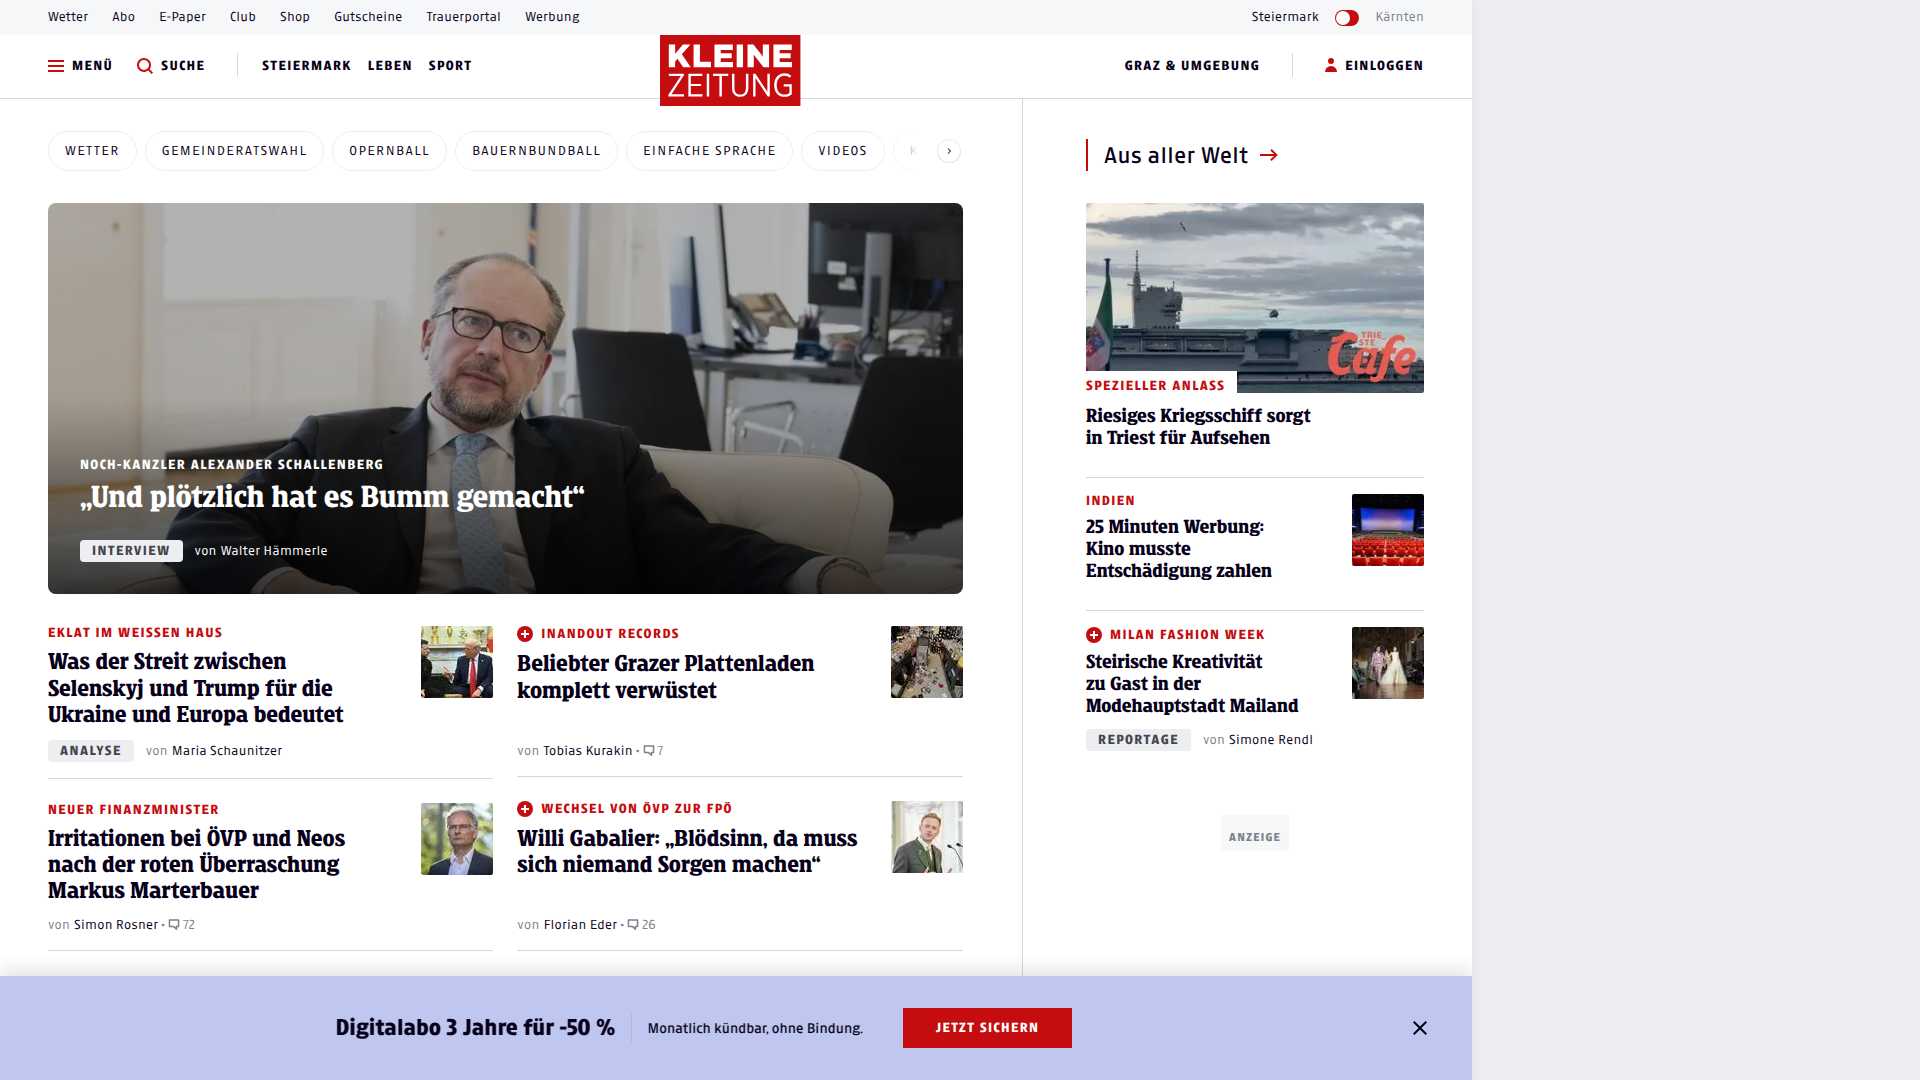 Wetter Abo E-Paper Club Shop Gutscheine Trauerportal Werbung Steiermark Kärnten
MENÜ SUCHE STEIERMARK LEBEN SPORT KLEINE ZEITUNG GRAZ & UMGEBUNG EINLOGGEN
WETTER GEMEINDERATSWAHL OPERNBALL BAUERNBUNDBALL EINFACHE SPRACHE VIDEOS K
NOCH-KANZLER ALEXANDER SCHALLENBERG
„Und plötzlich hat es Bumm gemacht“
INTERVIEW von Walter Hämmerle
EKLAT IM WEISSEN HAUS
Was der Streit zwischen
Selenskyj und Trump für die
Ukraine und Europa bedeutet
ANALYSE von Maria Schaunitzer
INANDOUT RECORDS
Beliebter Grazer Plattenladen
komplett verwüstet
von Tobias Kurakin · 7
NEUER FINANZMINISTER
Irritationen bei ÖVP und Neos
nach der roten Überraschung
Markus Marterbauer
von Simon Rosner · 72
WECHSEL VON ÖVP ZUR FPÖ
Willi Gabalier: „Blödsinn, da muss
sich niemand Sorgen machen“
von Florian Eder · 26
Aus aller Welt
TRIE
STE
Cafe
SPEZIELLER ANLASS
Riesiges Kriegsschiff sorgt
in Triest für Aufsehen
INDIEN
25 Minuten Werbung:
Kino musste
Entschädigung zahlen
MILAN FASHION WEEK
Steirische Kreativität
zu Gast in der
Modehauptstadt Mailand
REPORTAGE von Simone Rendl
ANZEIGE
Digitalabo 3 Jahre für -50 % Monatlich kündbar, ohne Bindung. JETZT SICHERN